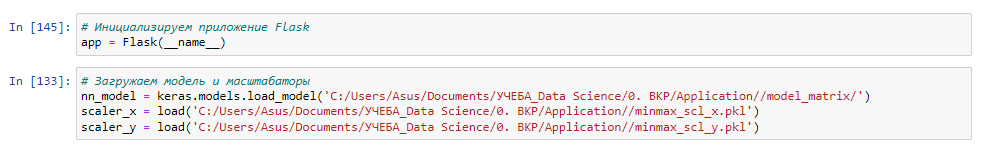 In [145]: # Инициализируем приложение Flask
app = Flask(__name__)
In [133]: # Загружаем модель и масштабаторы
nn_model = keras.models.load_model('C:/Users/Asus/Documents/УЧЕБА_Data Science/0. ВКР/Application//model_matrix/')
scaler_x = load('C:/Users/Asus/Documents/УЧЕБА_Data Science/0. ВКР/Application//minmax_scl_x.pkl')
scaler_y = load('C:/Users/Asus/Documents/УЧЕБА_Data Science/0. ВКР/Application//minmax_scl_y.pkl')